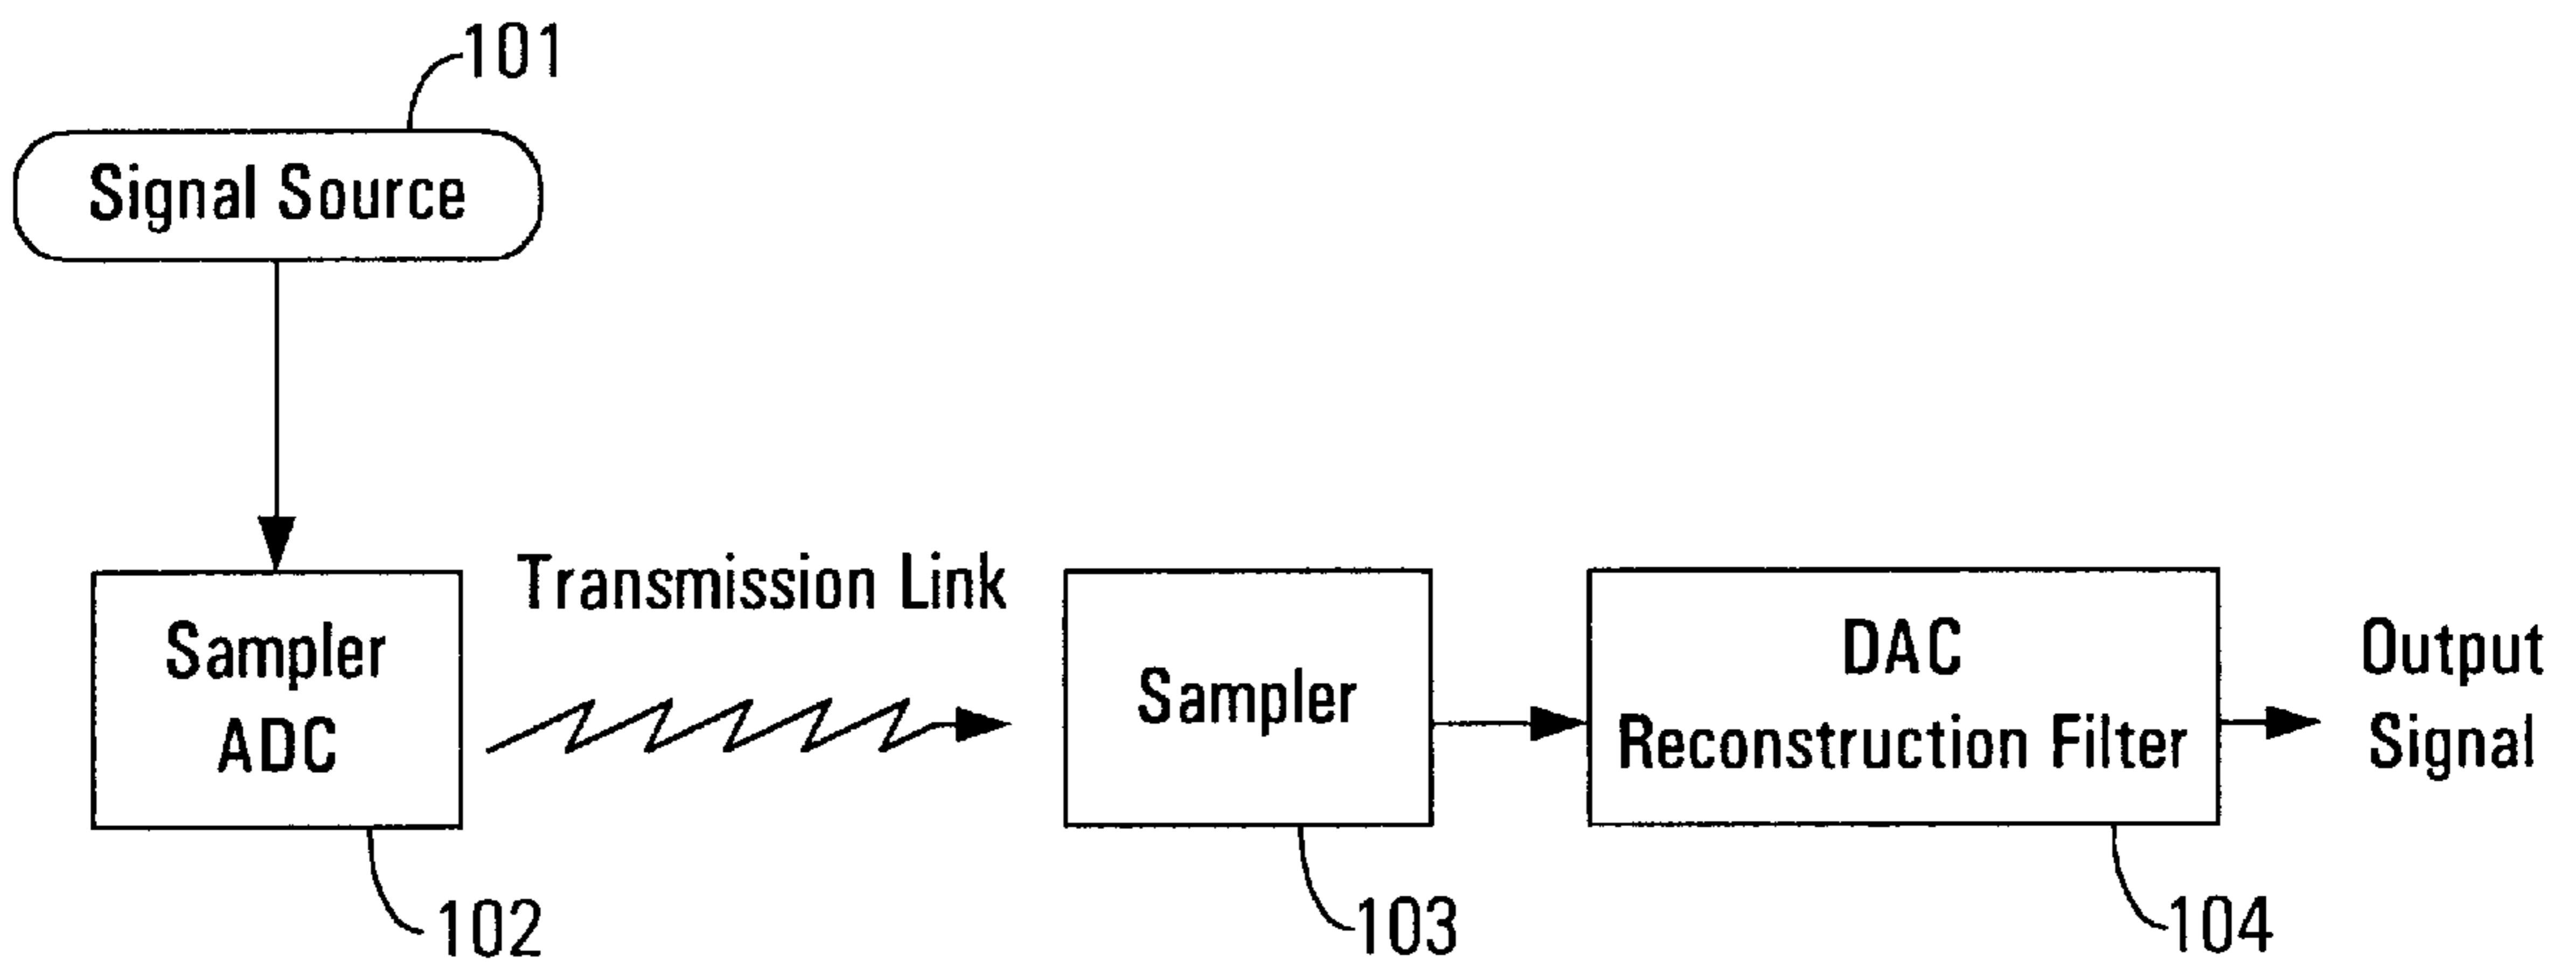 101
Signal Source
Transmission Link
Sampler
ADC
Sampler
DAC
Reconstruction Filter
Output
Signal
102
103
104